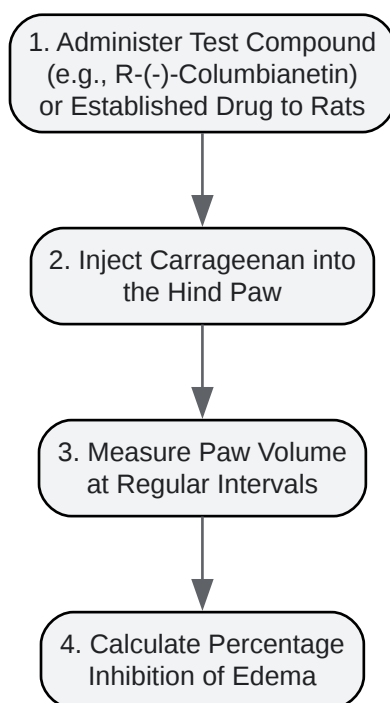 1. Administer Test Compound
(e.g., R-(-)-Columbianetin)
or Established Drug to Rats
2. Inject Carrageenan into
the Hind Paw
3. Measure Paw Volume
at Regular Intervals
4. Calculate Percentage
Inhibition of Edema